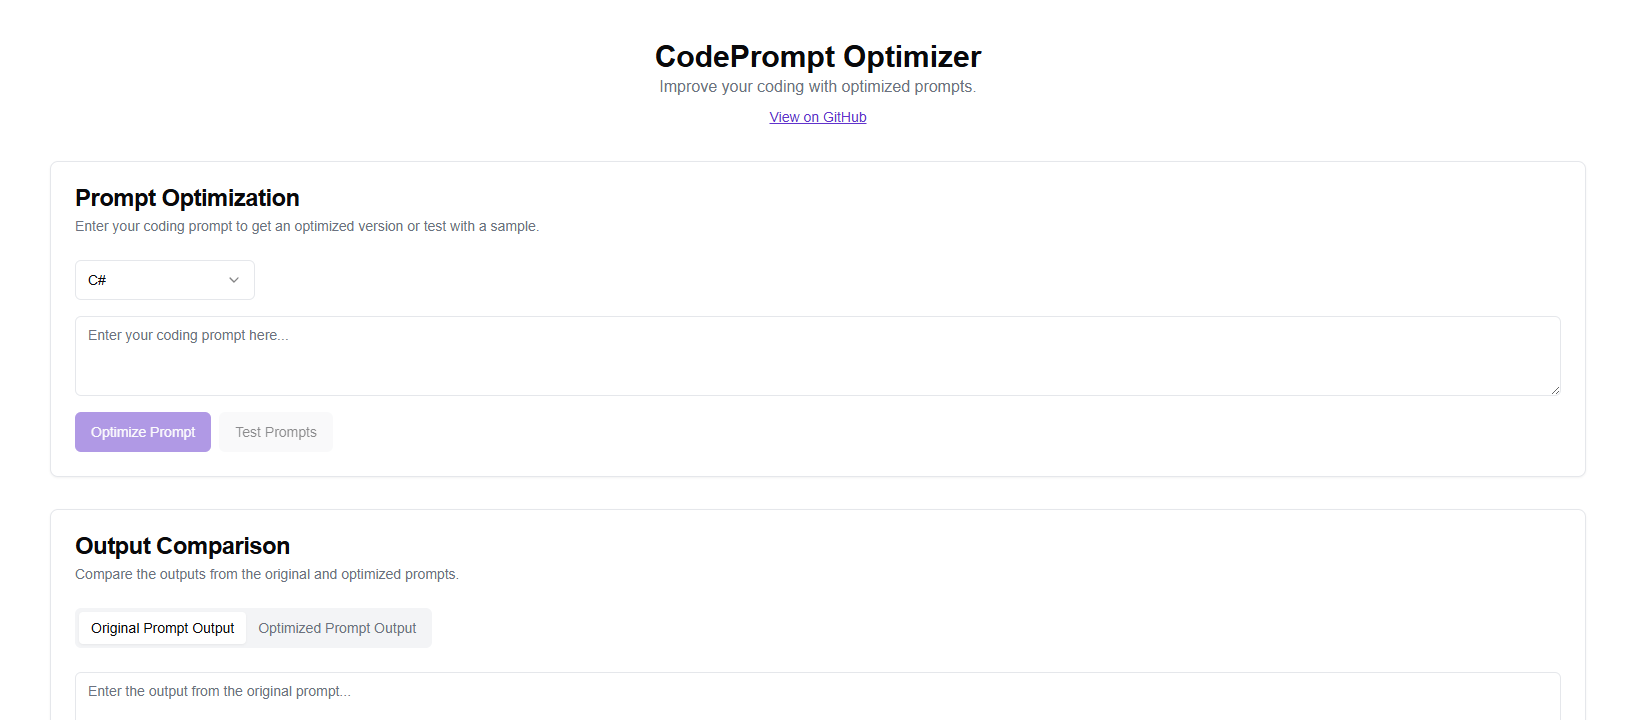 CodePrompt Optimizer
Improve your coding with optimized prompts.
View on GitHub
Prompt Optimization
Enter your coding prompt to get an optimized version or test with a sample.
C#
Enter your coding prompt here...
Optimize Prompt
Test Prompts
Output Comparison
Compare the outputs from the original and optimized prompts.
Original Prompt Output
Optimized Prompt Output
Enter the output from the original prompt...